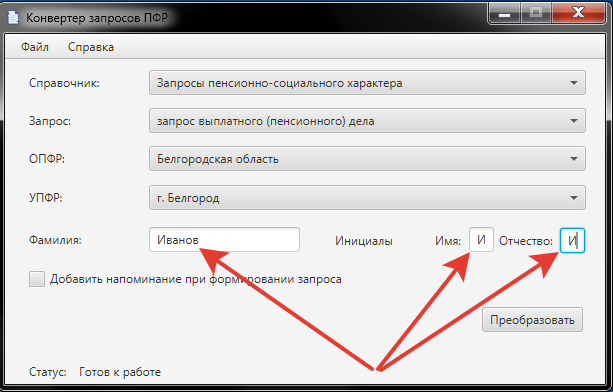 Конвертер запросов ПФР
Файл Справка
Справочник: Запросы пенсионно-социального характера
Запрос: запрос выплатного (пенсионного) дела
ОПФР: Белгородская область
УПФР: г. Белгород
Фамилия: Иванов Инициалы Имя: И Отчество: И
Добавить напоминание при формировании запроса
Преобразовать
Статус: Готов к работе